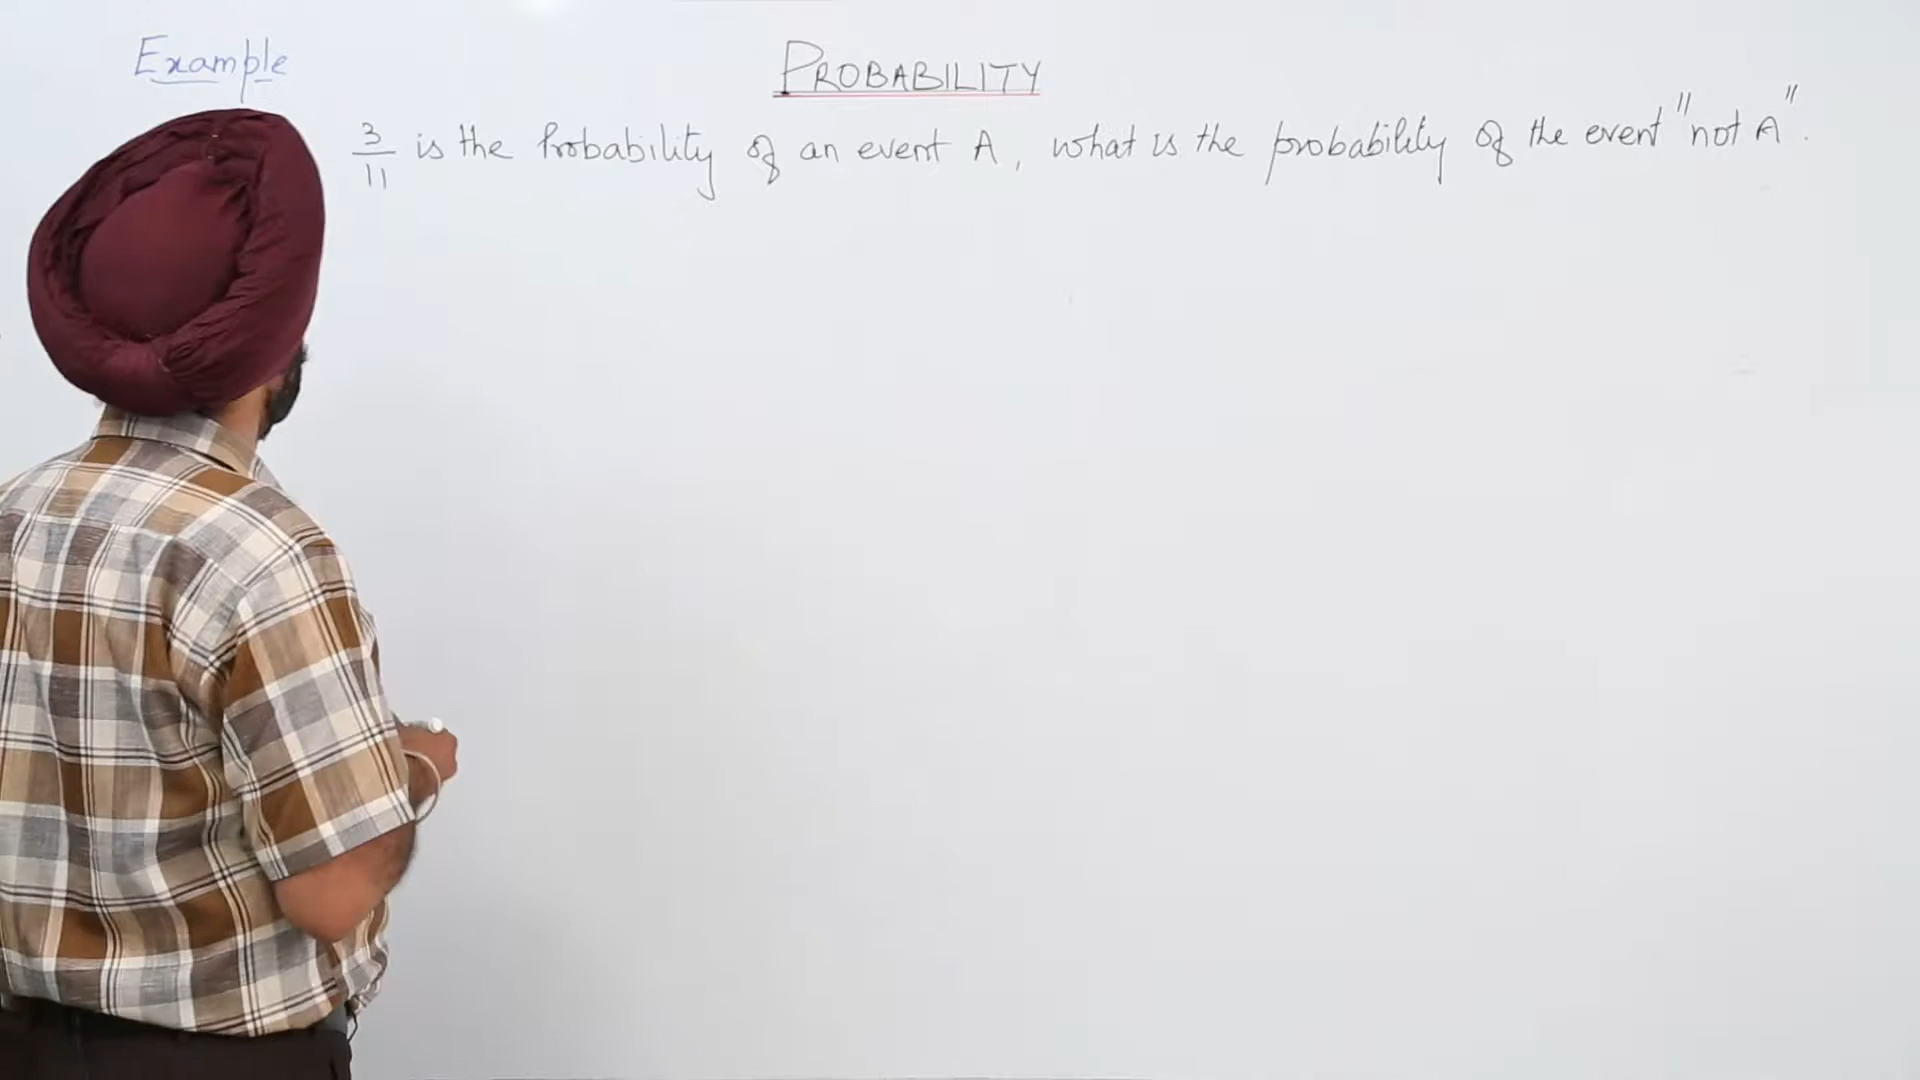 Example
PROBABILITY
3/11 is the Probability of an event A, what is the probability of the event "not A".